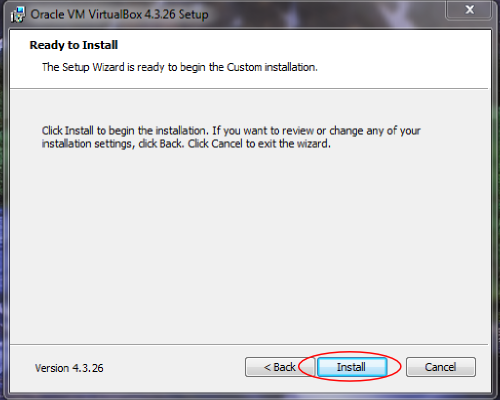 Oracle VM VirtualBox 4.3.26 Setup
X
Ready to Install
The Setup Wizard is ready to begin the Custom installation.
Click Install to begin the installation. If you want to review or change any of your
installation settings, click Back. Click Cancel to exit the wizard.
Version 4.3.26
< Back
Install
Cancel